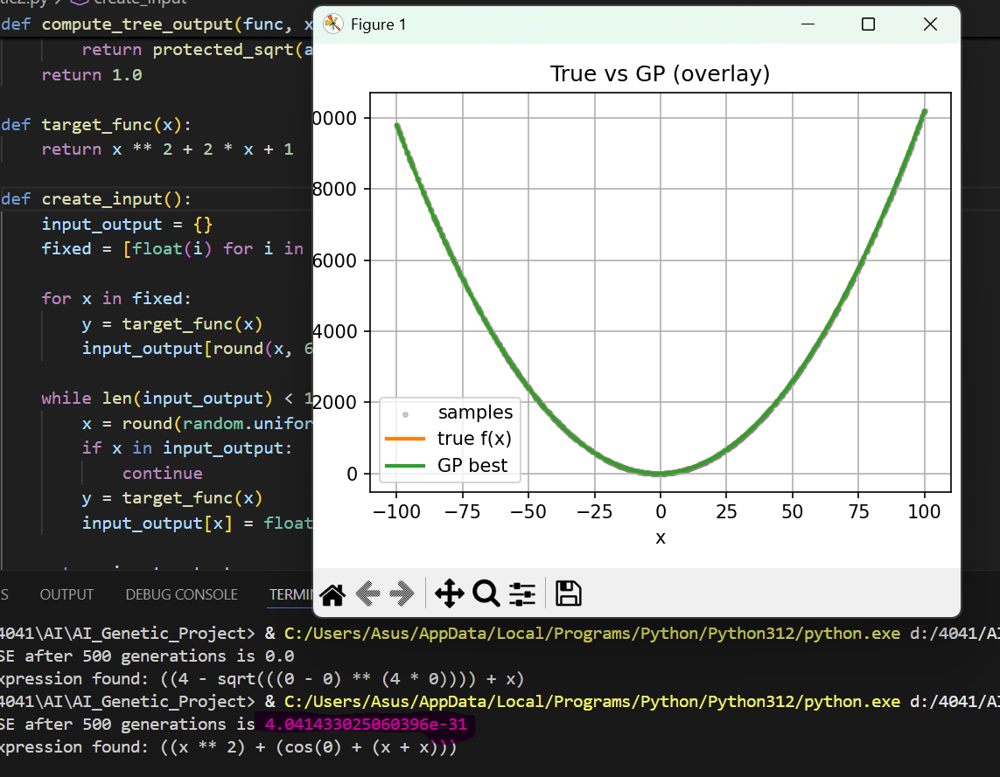 tic2.py > create_input
def compute_tree_output(func, x
return protected_sqrt(a
return 1.0
def target_func(x):
return x ** 2 + 2 * x + 1
def create_input():
input_output = {}
fixed = [float(i) for i in
for x in fixed:
y = target_func(x)
input_output[round(x, 6
while len(input_output) < 1
x = round(random.unifor
if x in input_output:
continue
y = target_func(x)
input_output[x] = float
Figure 1
True vs GP (overlay)
0000
8000
6000
4000
2000
0
samples
true f(x)
GP best
−100 −75 −50 −25 0 25 50 75 100
x
S OUTPUT DEBUG CONSOLE TERMI
4041\AI\AI_Genetic_Project> & C:/Users/Asus/AppData/Local/Programs/Python/Python312/python.exe d:/4041/AI
SE after 500 generations is 0.0
xpression found: ((4 - sqrt(((0 - 0) ** (4 * 0)))) + x)
4041\AI\AI_Genetic_Project> & C:/Users/Asus/AppData/Local/Programs/Python/Python312/python.exe d:/4041/AI
SE after 500 generations is 4.041433025060396e-31
xpression found: ((x ** 2) + (cos(0) + (x + x)))